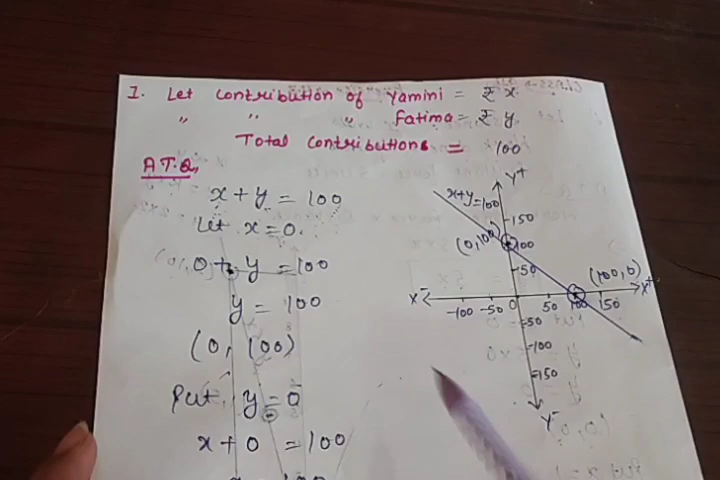 1. Let contribution of Yamini = ₹ x
" " " Fatima = ₹ y
Total contributions = 100
A.T.Q,
x + y = 100
Let x = 0.
0 + y = 100
y = 100
(0, 100)
Put, y = 0
x + 0 = 100
Y+
x+y=100
150
(0,100)
100
50
(100,0)
X- -100 -50 0 50 100 150 X+
-50
-100
-150
Y-